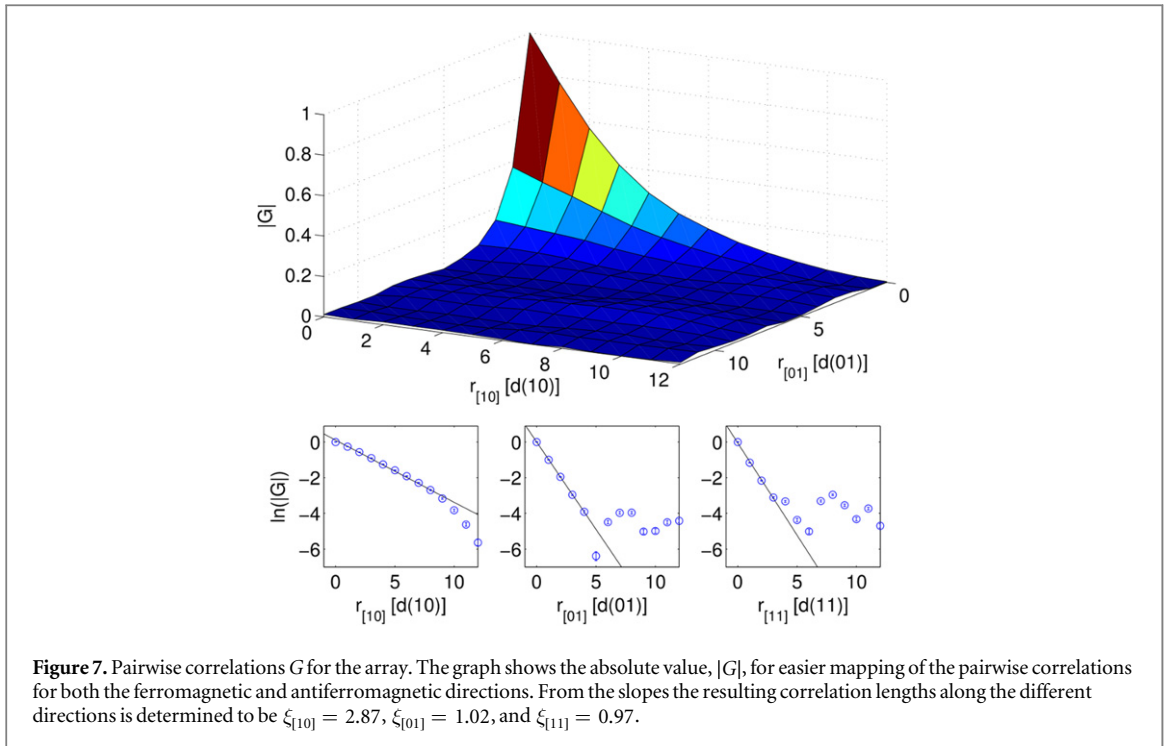 1
0.8
0.6
0.4
0.2
0
|G|
0
2
4
6
8
10
12
r[10] [d(10)]
0
5
10
r[01] [d(01)]
0
−2
−4
−6
ln(|G|)
0 5 10
r[10] [d(10)]
0
−2
−4
−6
0 5 10
r[01] [d(01)]
0
−2
−4
−6
0 5 10
r[11] [d(11)]
Figure 7. Pairwise correlations G for the array. The graph shows the absolute value, |G|, for easier mapping of the pairwise correlations
for both the ferromagnetic and antiferromagnetic directions. From the slopes the resulting correlation lengths along the different
directions is determined to be ξ[10] = 2.87, ξ[01] = 1.02, and ξ[11] = 0.97.